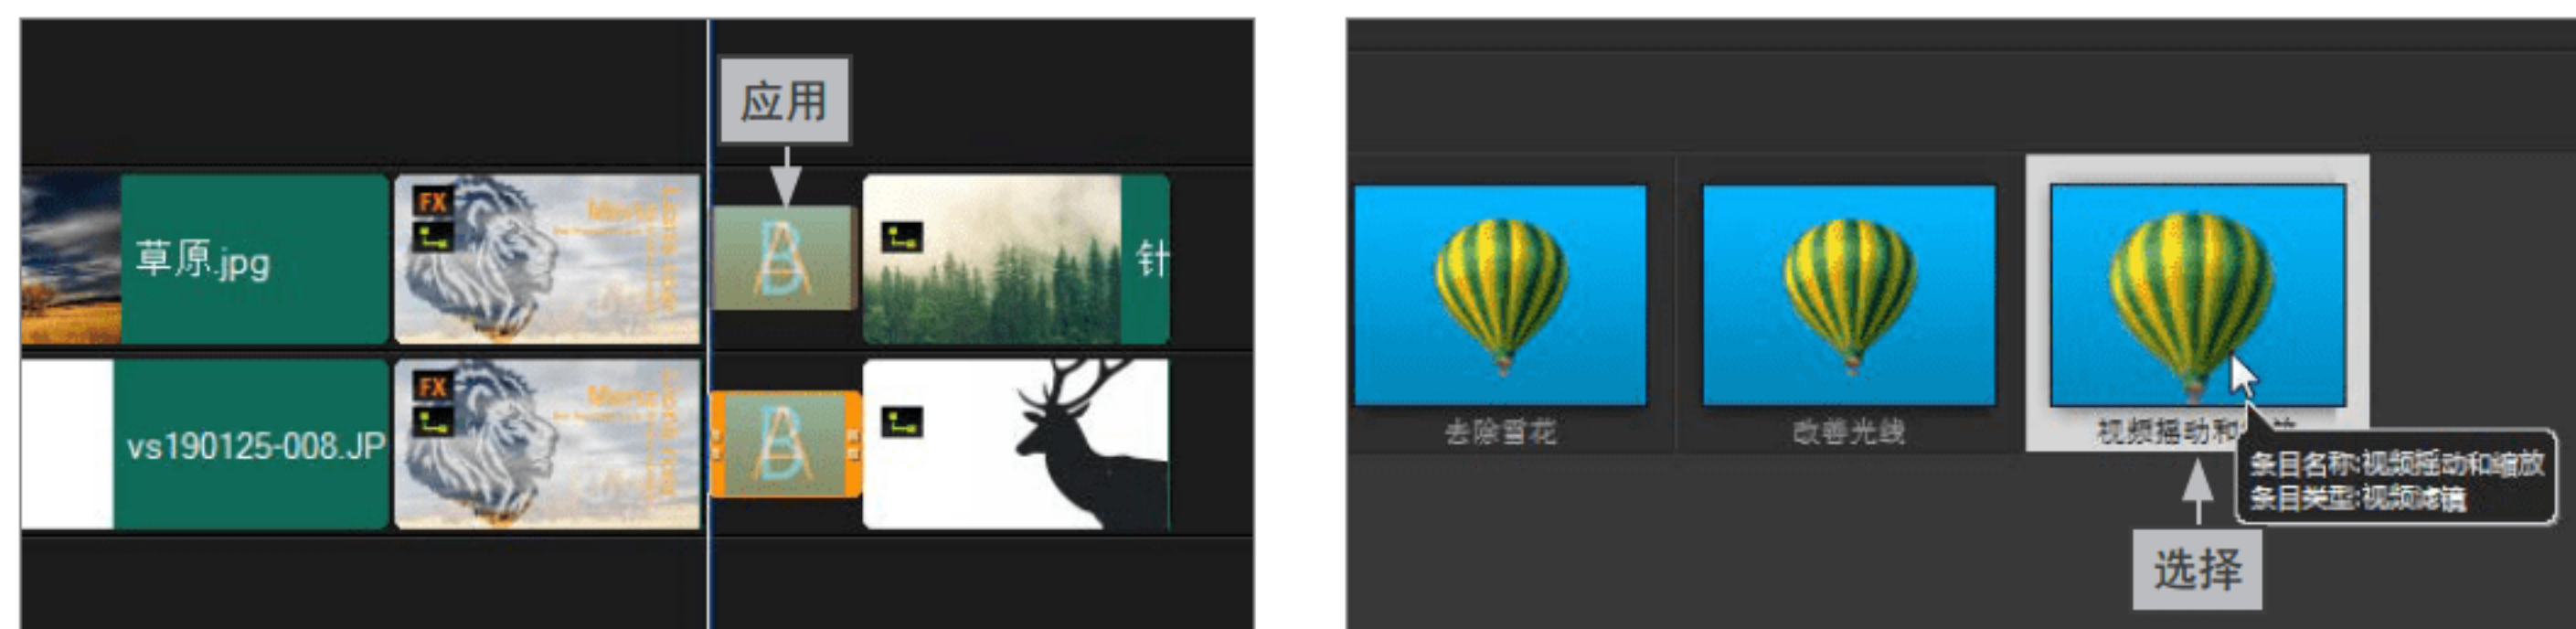 应用
FX
草原.jpg
针
FX
vs190125-008.JP
去除雪花
改善光线
视频摇动和
条目名称:视频摇动和缩放
条目类型:视频滤镜
选择